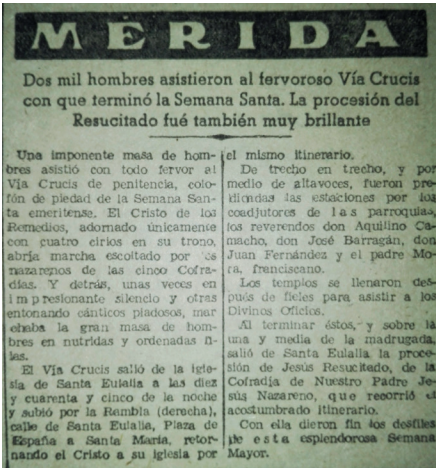 MÉRIDA
Dos mil hombres asistieron al fervoroso Vía Crucis
con que terminó la Semana Santa. La procesión del
Resucitado fué también muy brillante
Una imponente masa de hom-
bres asistió con todo fervor al
Vía Crucis de penitencia, colo-
fón de piedad de la Semana San-
ta emeritense. El Cristo de los
Remedios, adornado únicamente
con cuatro cirios en su trono,
abría marcha escoltado por
nazarenos de las cinco Cofra-
días. Y detrás, unas veces en
impresionante silencio y otras
entonando cánticos piadosos, mar
chaba la gran masa de hom-
bres en nutridas y ordenadas fi-
las.
El Vía Crucis salió de la igle-
sia de Santa Eulalia a las diez
y cuarenta y cinco de la noche
y subió por la Rambla (derecha),
calle de Santa Eulalia, Plaza de
España a Santa María, retor-
nando el Cristo a su iglesia por
el mismo itinerario.
De trecho en trecho, y por
medio de altavoces, fueron pre-
dicadas las estaciones por los
coadjutores de las parroquias,
los reverendos don Aquilino Ca-
macho, don José Barragán, don
Juan Fernández y el padre Mo-
ra, franciscano.
Los templos se llenaron des-
pués de fieles para asistir a los
Divinos Oficios.
Al terminar éstos, y sobre la
una y media de la madrugada,
salió de Santa Eulalia la proce-
sión de Jesús Resucitado, de la
Cofradía de Nuestro Padre Je-
sús Nazareno, que recorrió el
acostumbrado itinerario.
Con ella dieron fin los desfiles
de esta esplendorosa Semana
Mayor.